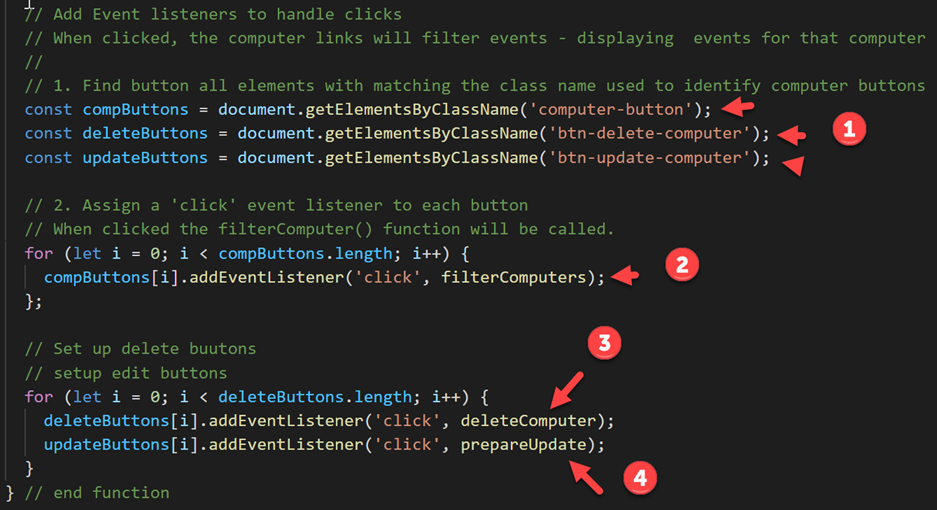 // Add Event listeners to handle clicks
// When clicked, the computer links will filter events - displaying  events for that computer
//
// 1. Find button all elements with matching the class name used to identify computer buttons
const compButtons = document.getElementsByClassName('computer-button');
const deleteButtons = document.getElementsByClassName('btn-delete-computer'); 1
const updateButtons = document.getElementsByClassName('btn-update-computer');
// 2. Assign a 'click' event listener to each button
// When clicked the filterComputer() function will be called.
for (let i = 0; i < compButtons.length; i++) {
compButtons[i].addEventListener('click', filterComputers); 2
};
// Set up delete buutons 3
// setup edit buttons
for (let i = 0; i < deleteButtons.length; i++) {
deleteButtons[i].addEventListener('click', deleteComputer);
updateButtons[i].addEventListener('click', prepareUpdate);
} 4
} // end function